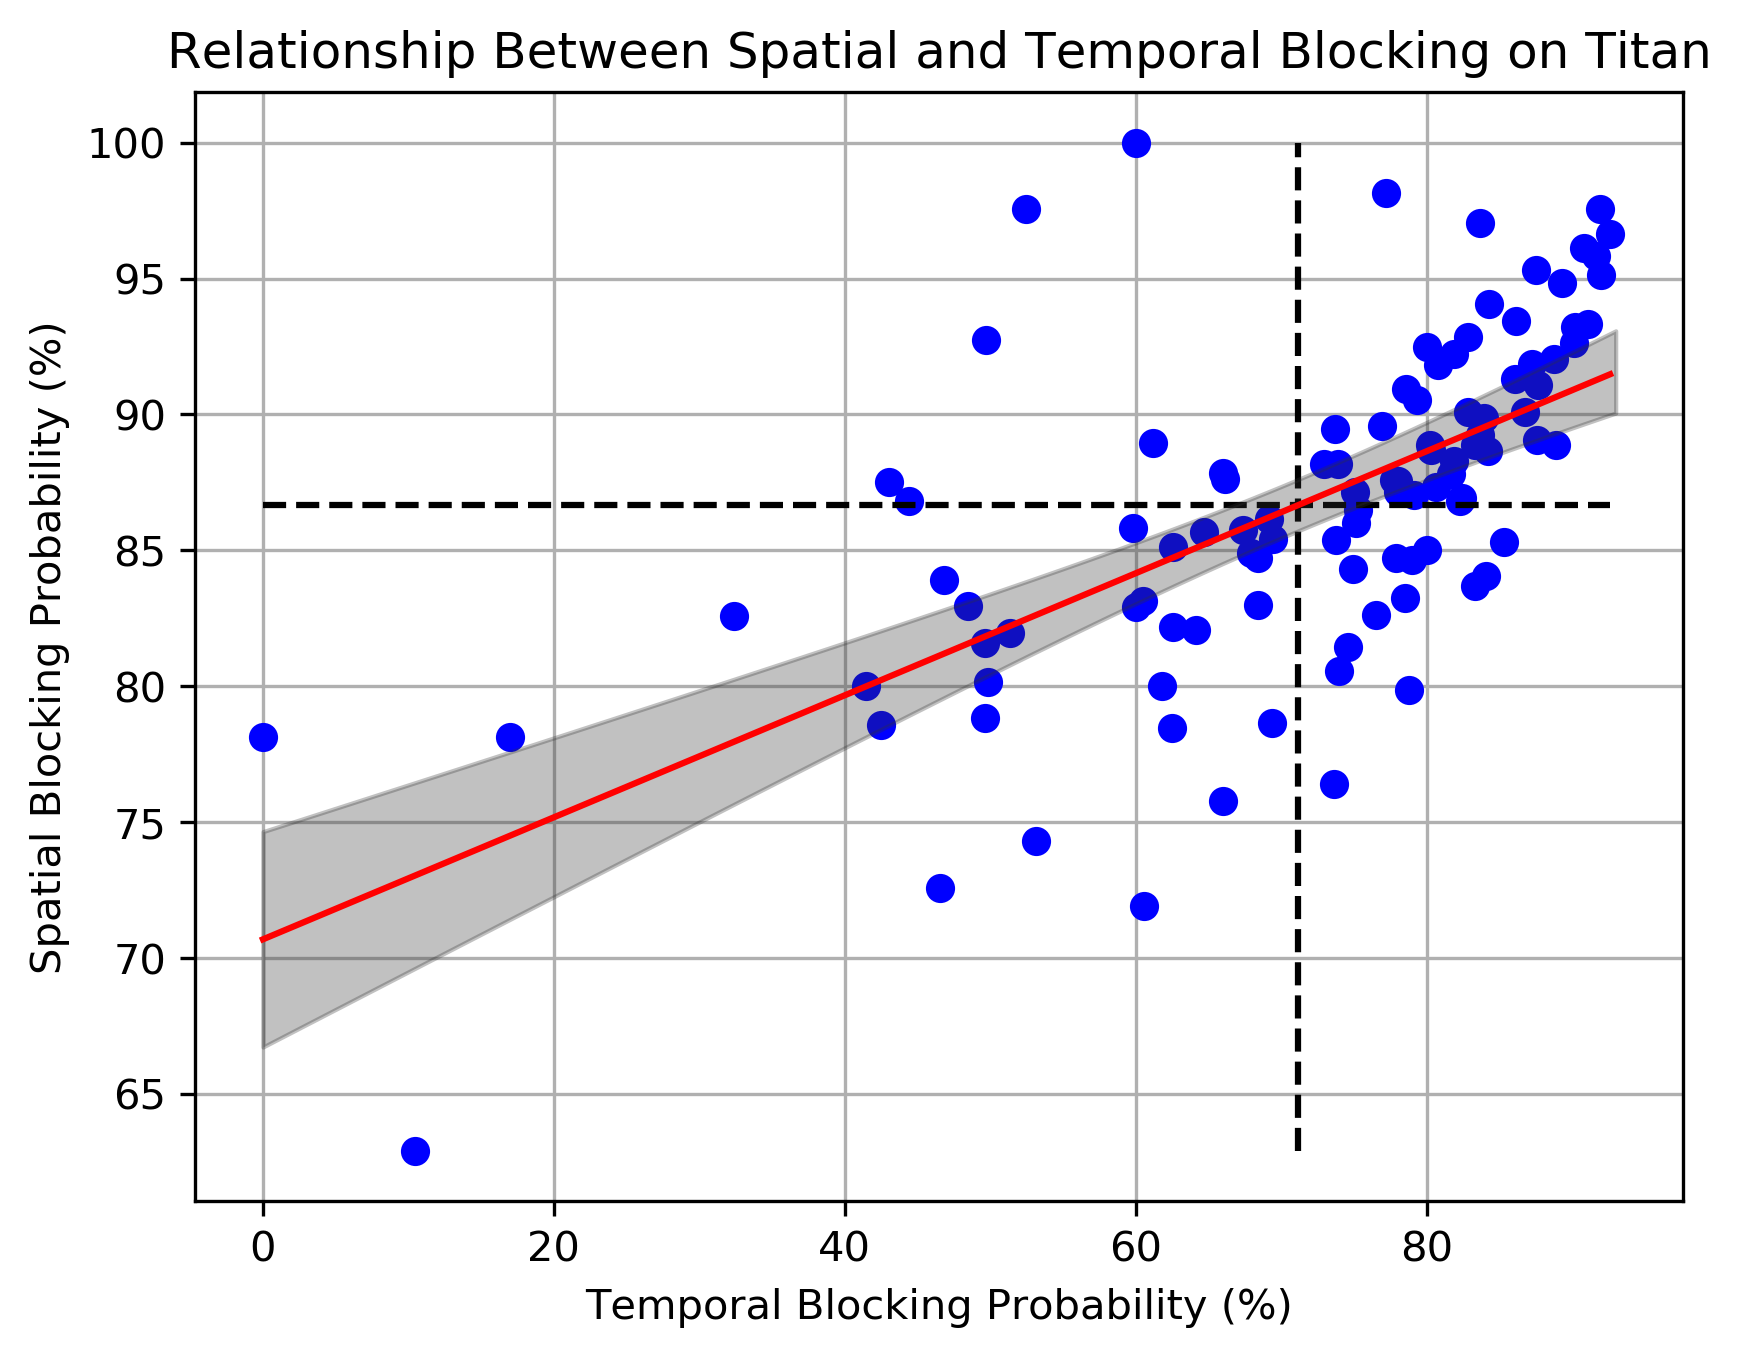 Relationship Between Spatial and Temporal Blocking on Titan
100
95
90
85
80
75
70
65
Spatial Blocking Probability (%)
0 20 40 60 80
Temporal Blocking Probability (%)